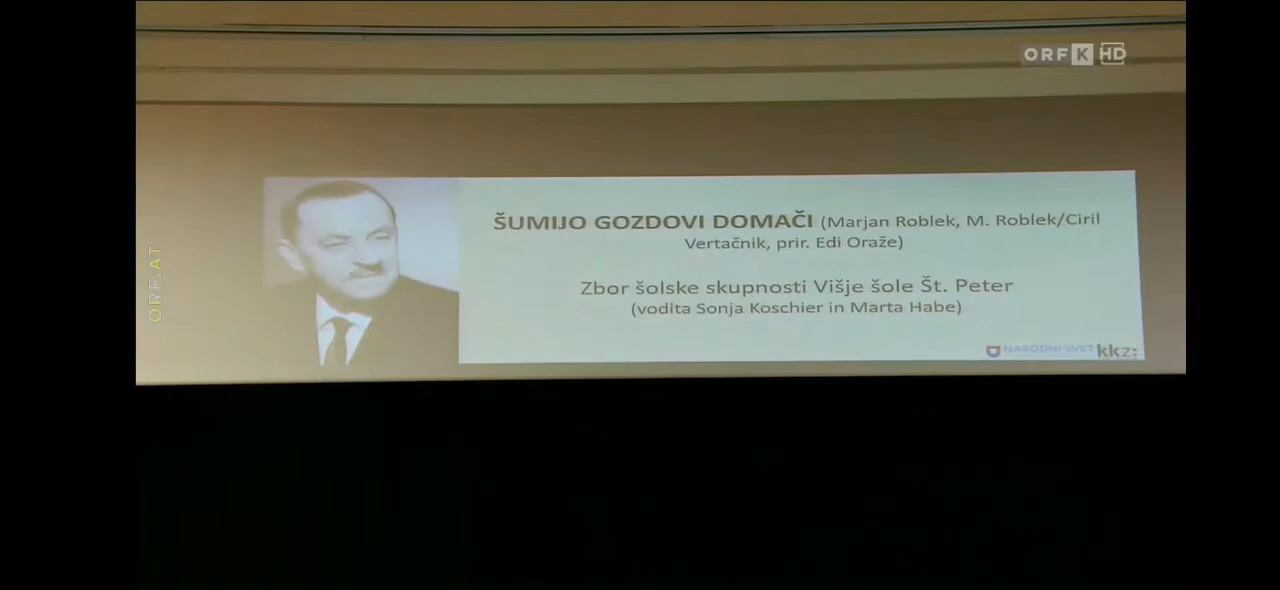 ORF K HD
ORF.AT
ŠUMIJO GOZDOVI DOMAČI (Marjan Roblek, M. Roblek/Ciril
Vertačnik, prir. Edi Oraže)
Zbor šolske skupnosti Višje šole Št. Peter
(vodita Sonja Koschier in Marta Habe)
NARODNI SVET kkz: